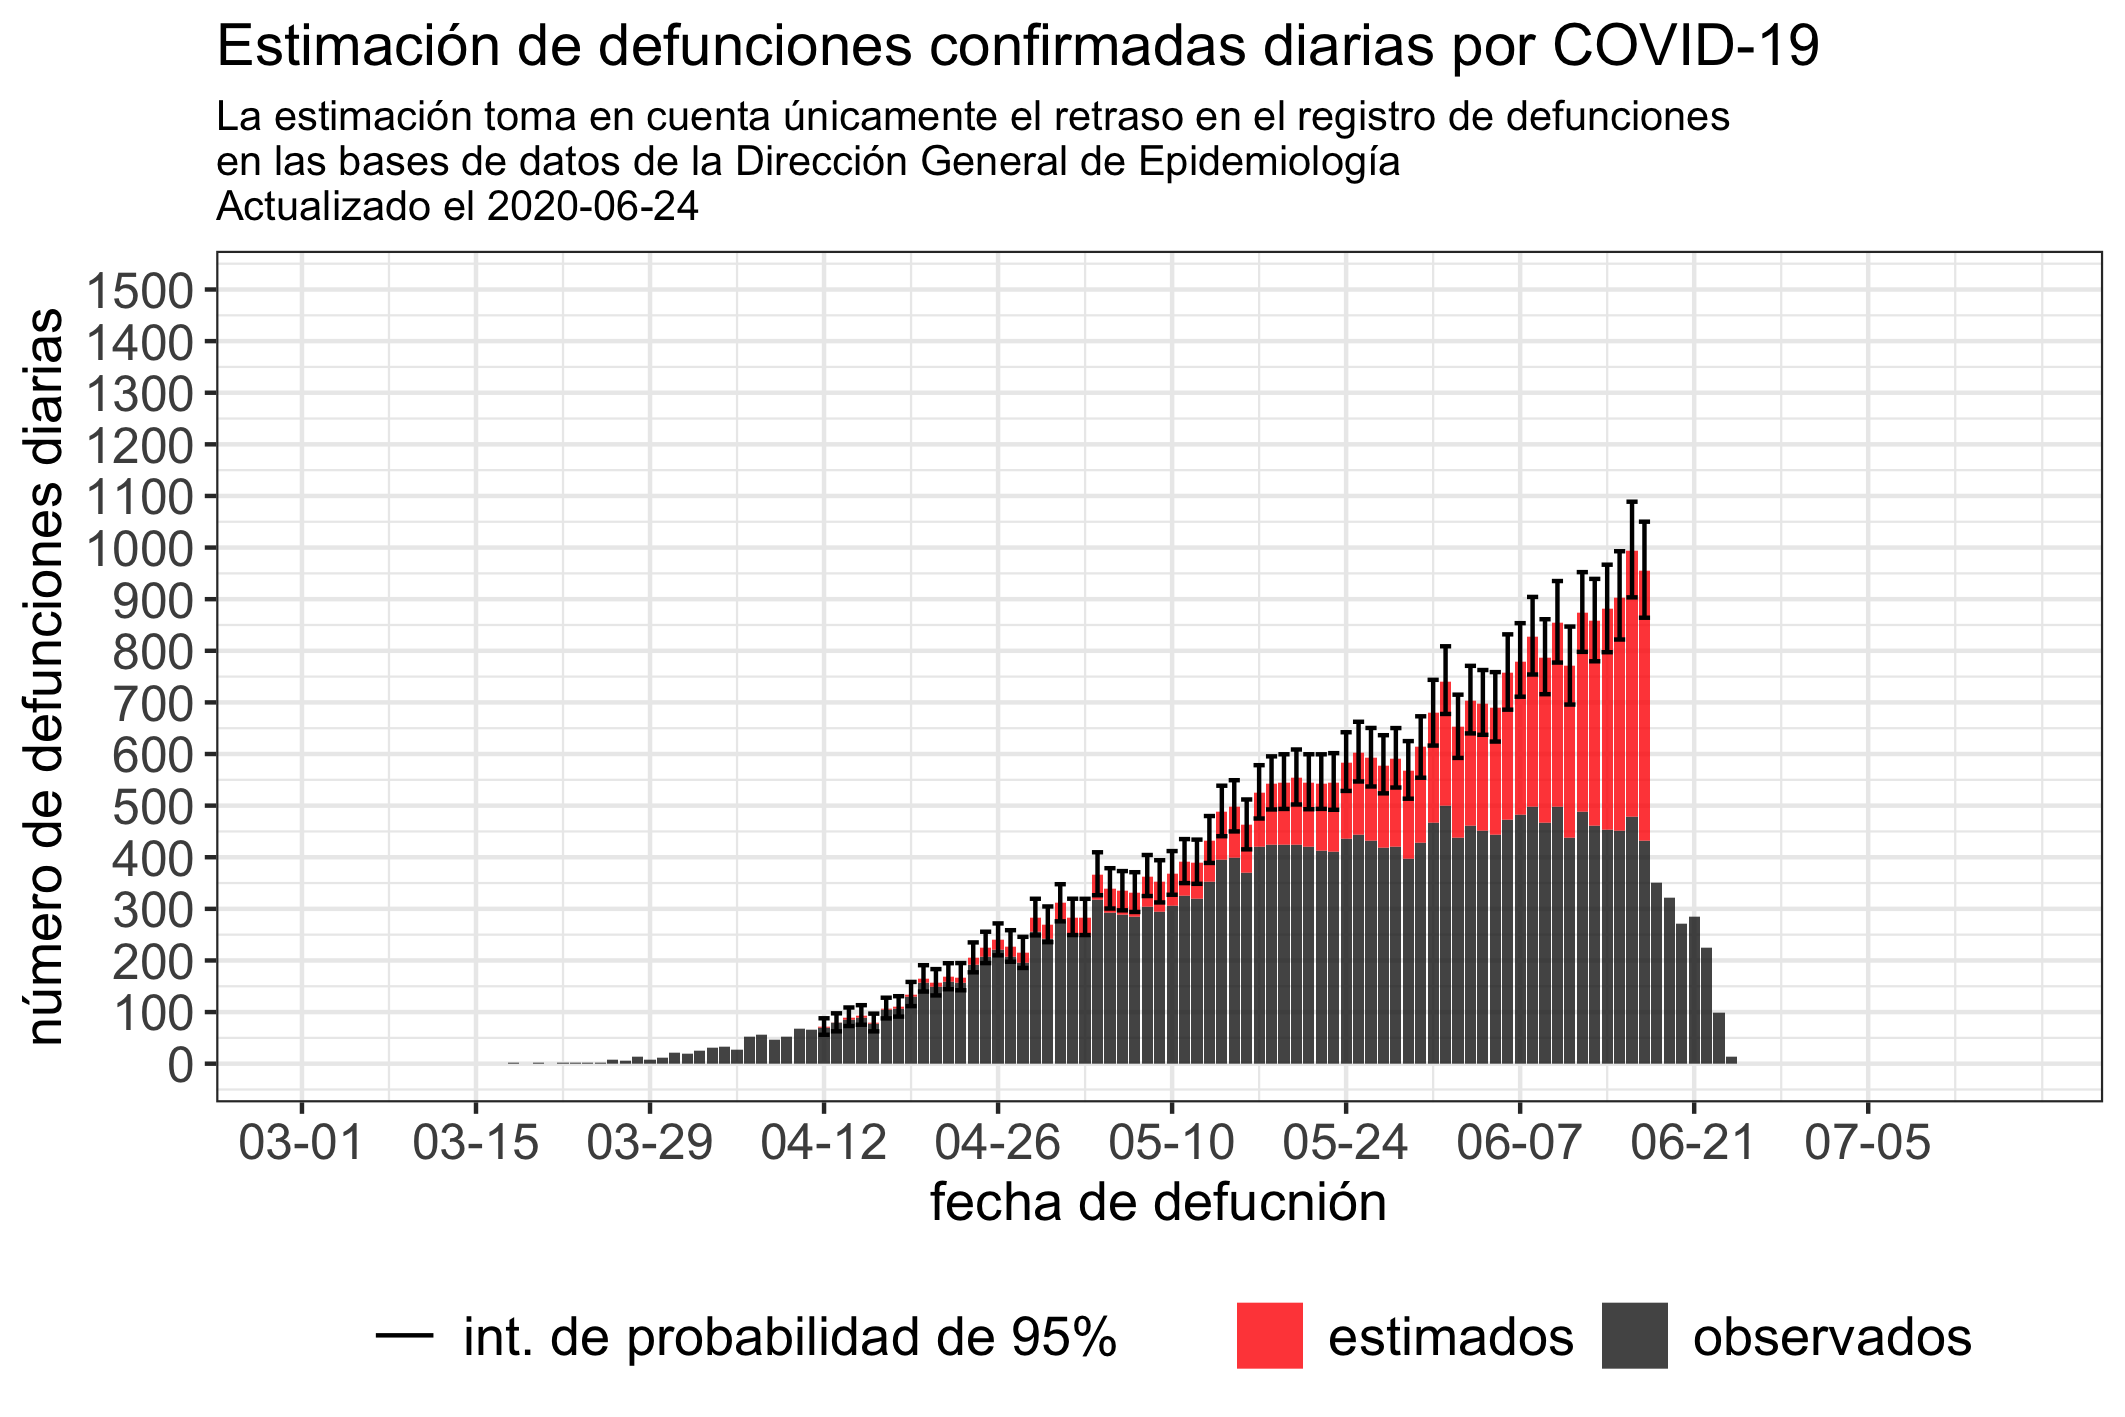 Estimación de defunciones confirmadas diarias por COVID-19
La estimación toma en cuenta únicamente el retraso en el registro de defunciones
en las bases de datos de la Dirección General de Epidemiología
Actualizado el 2020-06-24
número de defunciones diarias
1500
1400
1300
1200
1100
1000
900
800
700
600
500
400
300
200
100
0
03-01 03-15 03-29 04-12 04-26 05-10 05-24 06-07 06-21 07-05
fecha de defucnión
int. de probabilidad de 95% estimados observados